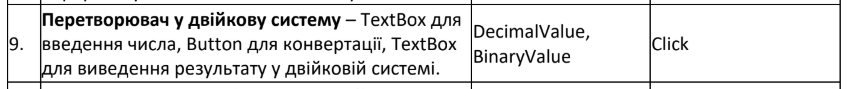 9.
Перетворювач у двійкову систему – TextBox для
введення числа, Button для конвертації, TextBox
для виведення результату у двійковій системі.
DecimalValue,
BinaryValue
Click